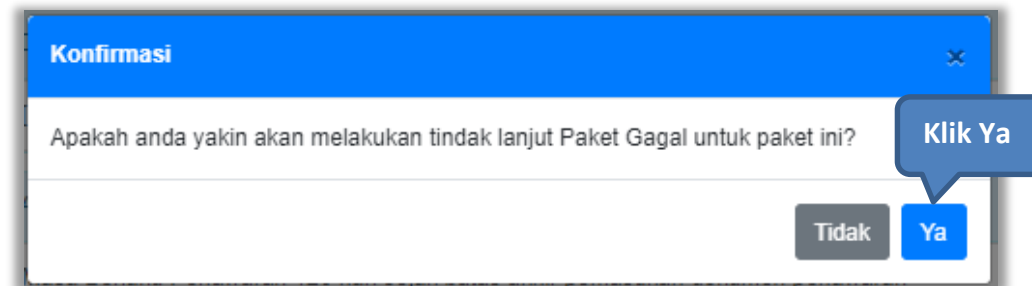 Konfirmasi
×
Apakah anda yakin akan melakukan tindak lanjut Paket Gagal untuk paket ini?
Klik Ya
Tidak
Ya